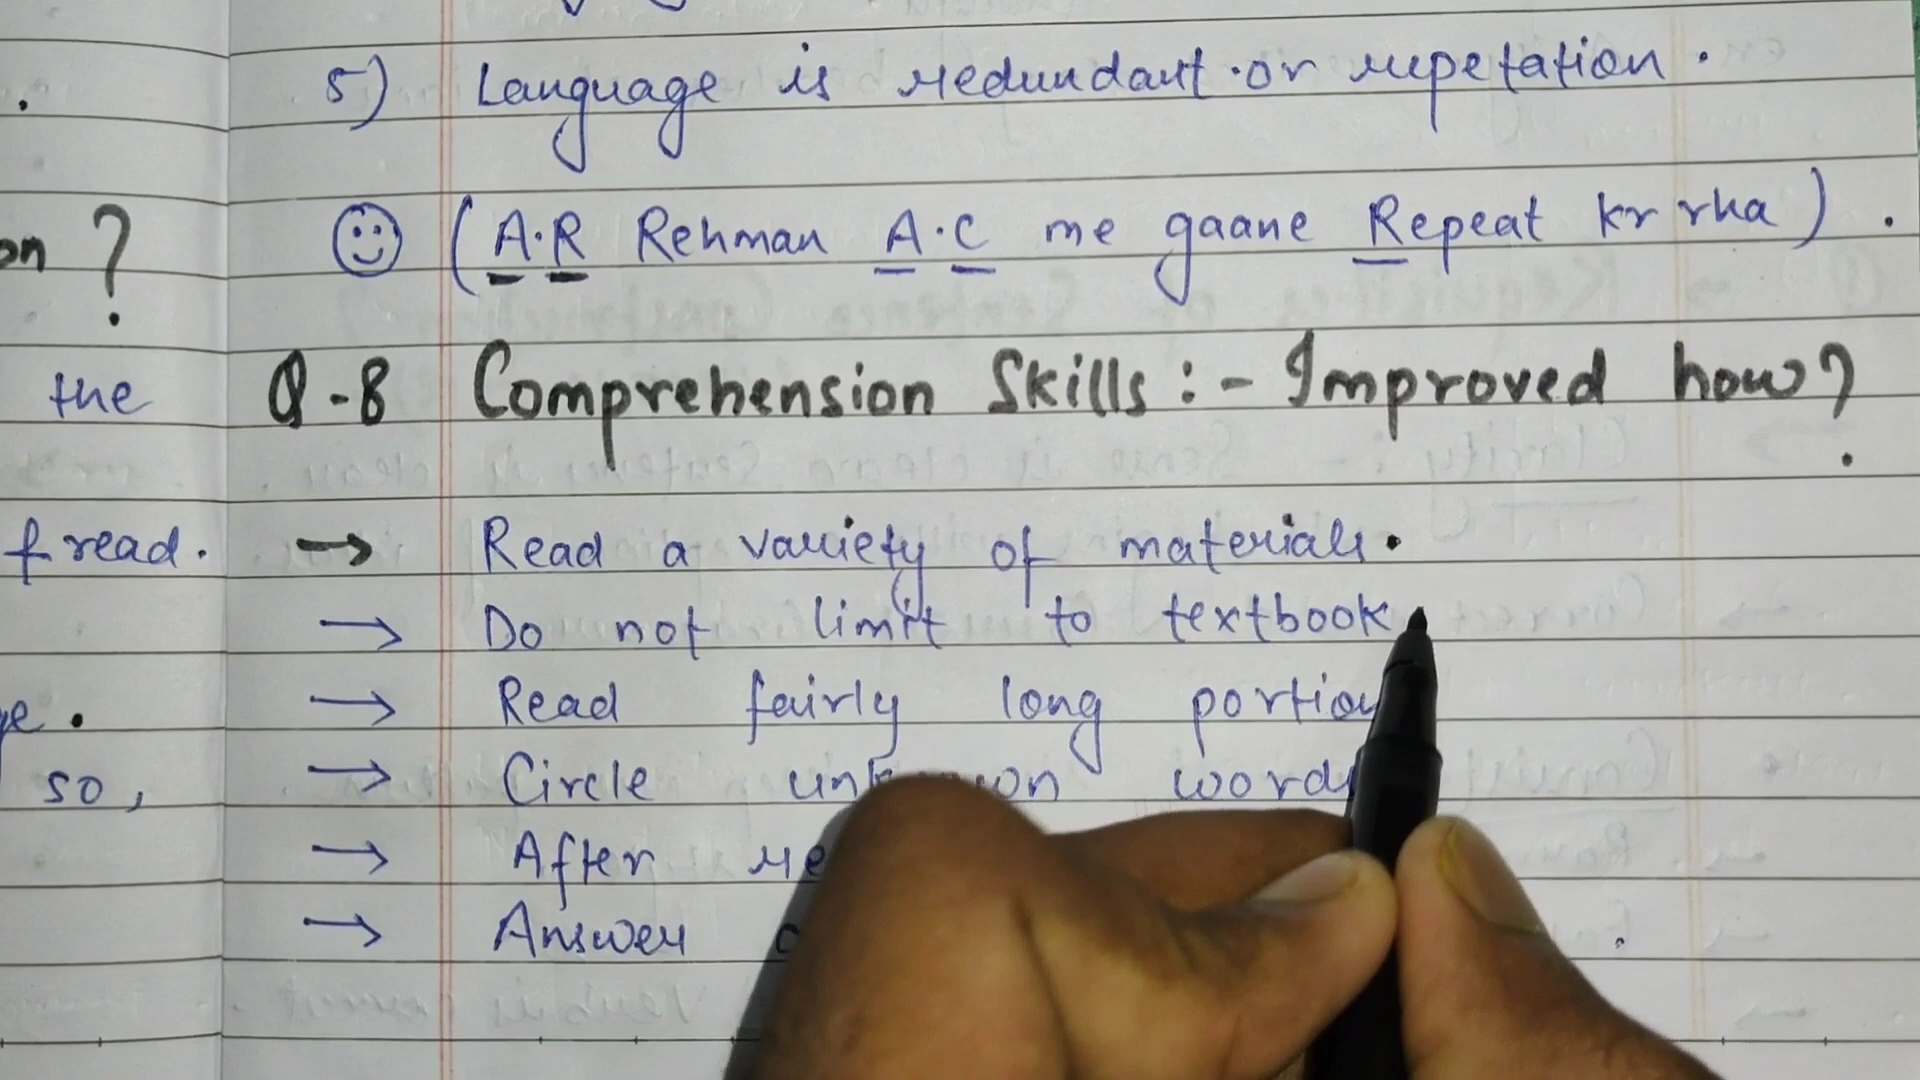 5) Language is redundant or repetation.
on ? (A.R Rehman A.C me gaane Repeat kr rha).
the Q-8 Comprehension Skills :- Improved how?
f read. → Read a variety of materials.
→ Do not limit to textbook
→ Read fairly long portion
so, → Circle words
→ After
→ Answer